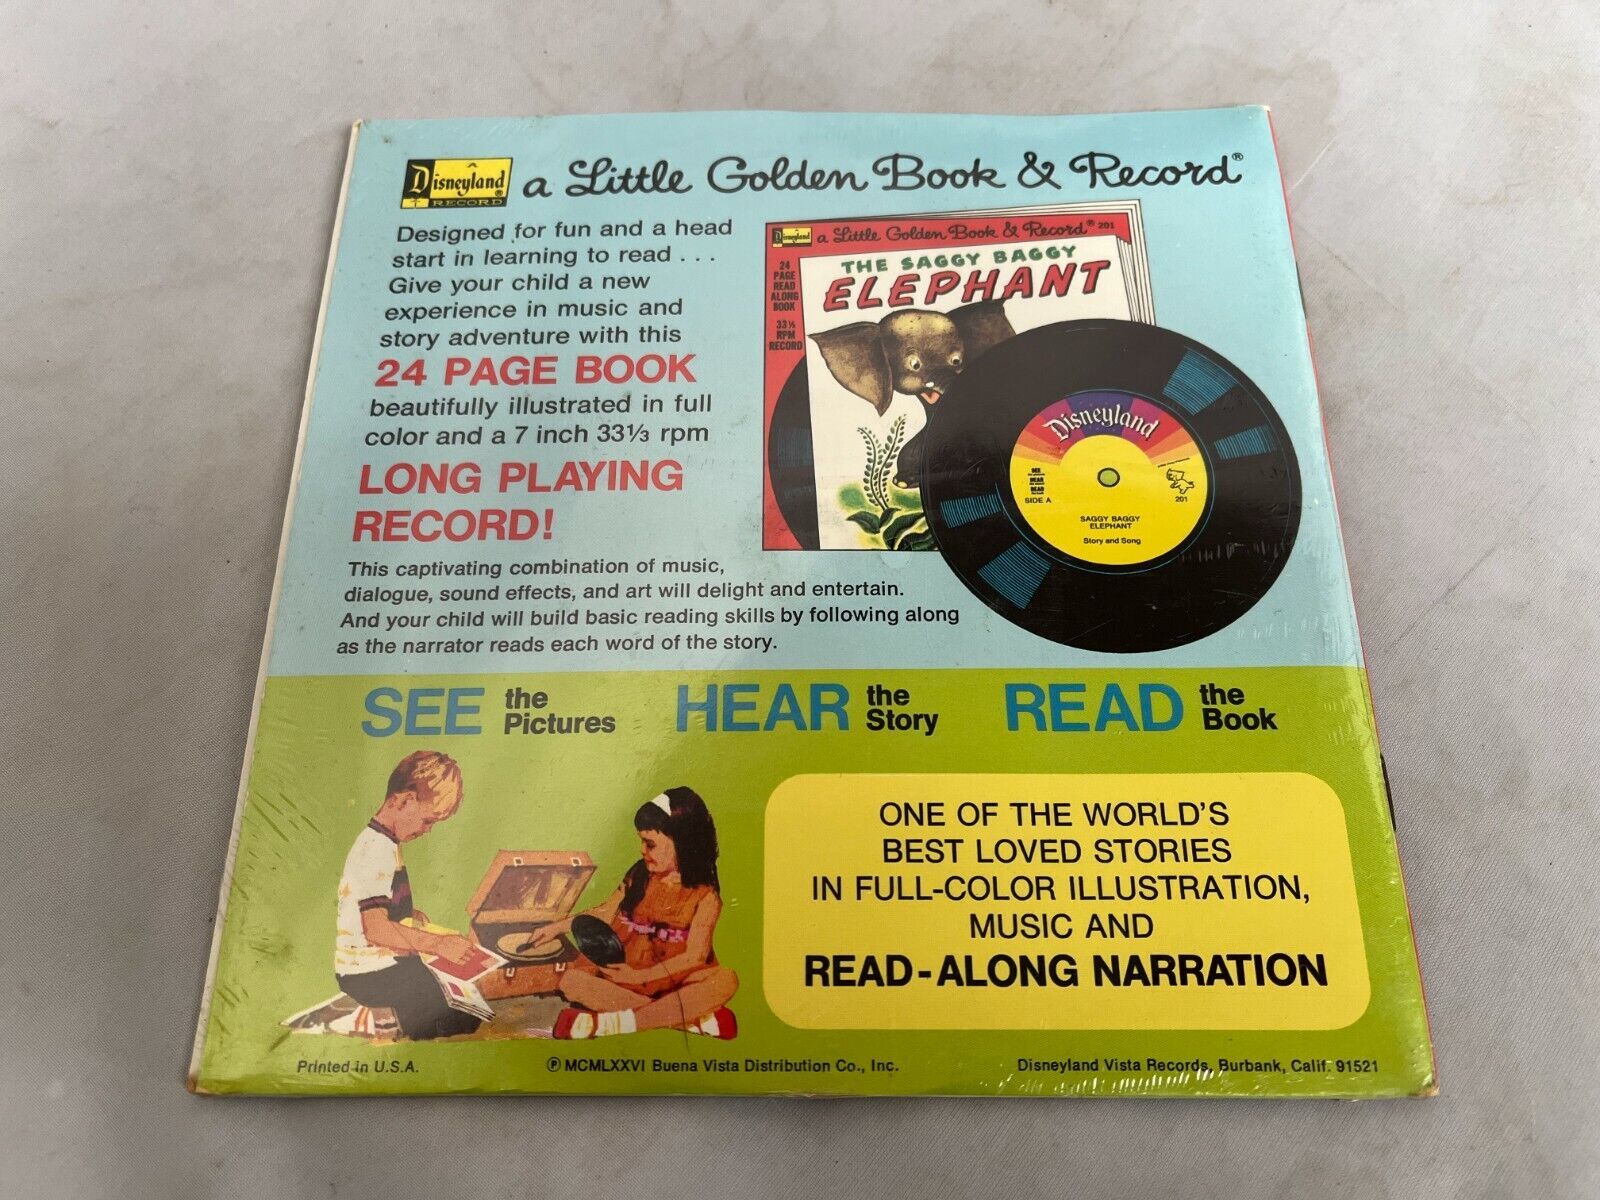 Disneyland®
RECORD
a Little Golden Book & Record®
Designed for fun and a head
start in learning to read . . .
Give your child a new
experience in music and
story adventure with this
24 PAGE BOOK
beautifully illustrated in full
color and a 7 inch 33⅓ rpm
LONG PLAYING
RECORD!
This captivating combination of music,
dialogue, sound effects, and art will delight and entertain.
And your child will build basic reading skills by following along
as the narrator reads each word of the story.
Disneyland
a Little Golden Book & Record® 201
24
PAGE
READ
ALONG
BOOK
33⅓
RPM
RECORD
THE SAGGY BAGGY
ELEPHANT
Disneyland
SEE
HEAR
READ
SIDE A
201
SAGGY BAGGY
ELEPHANT
Story and Song
SEE the Pictures HEAR the Story READ the Book
ONE OF THE WORLD'S
BEST LOVED STORIES
IN FULL-COLOR ILLUSTRATION,
MUSIC AND
READ-ALONG NARRATION
Printed in U.S.A.
Ⓟ MCMLXXVI Buena Vista Distribution Co., Inc.
Disneyland Vista Records, Burbank, Calif. 91521